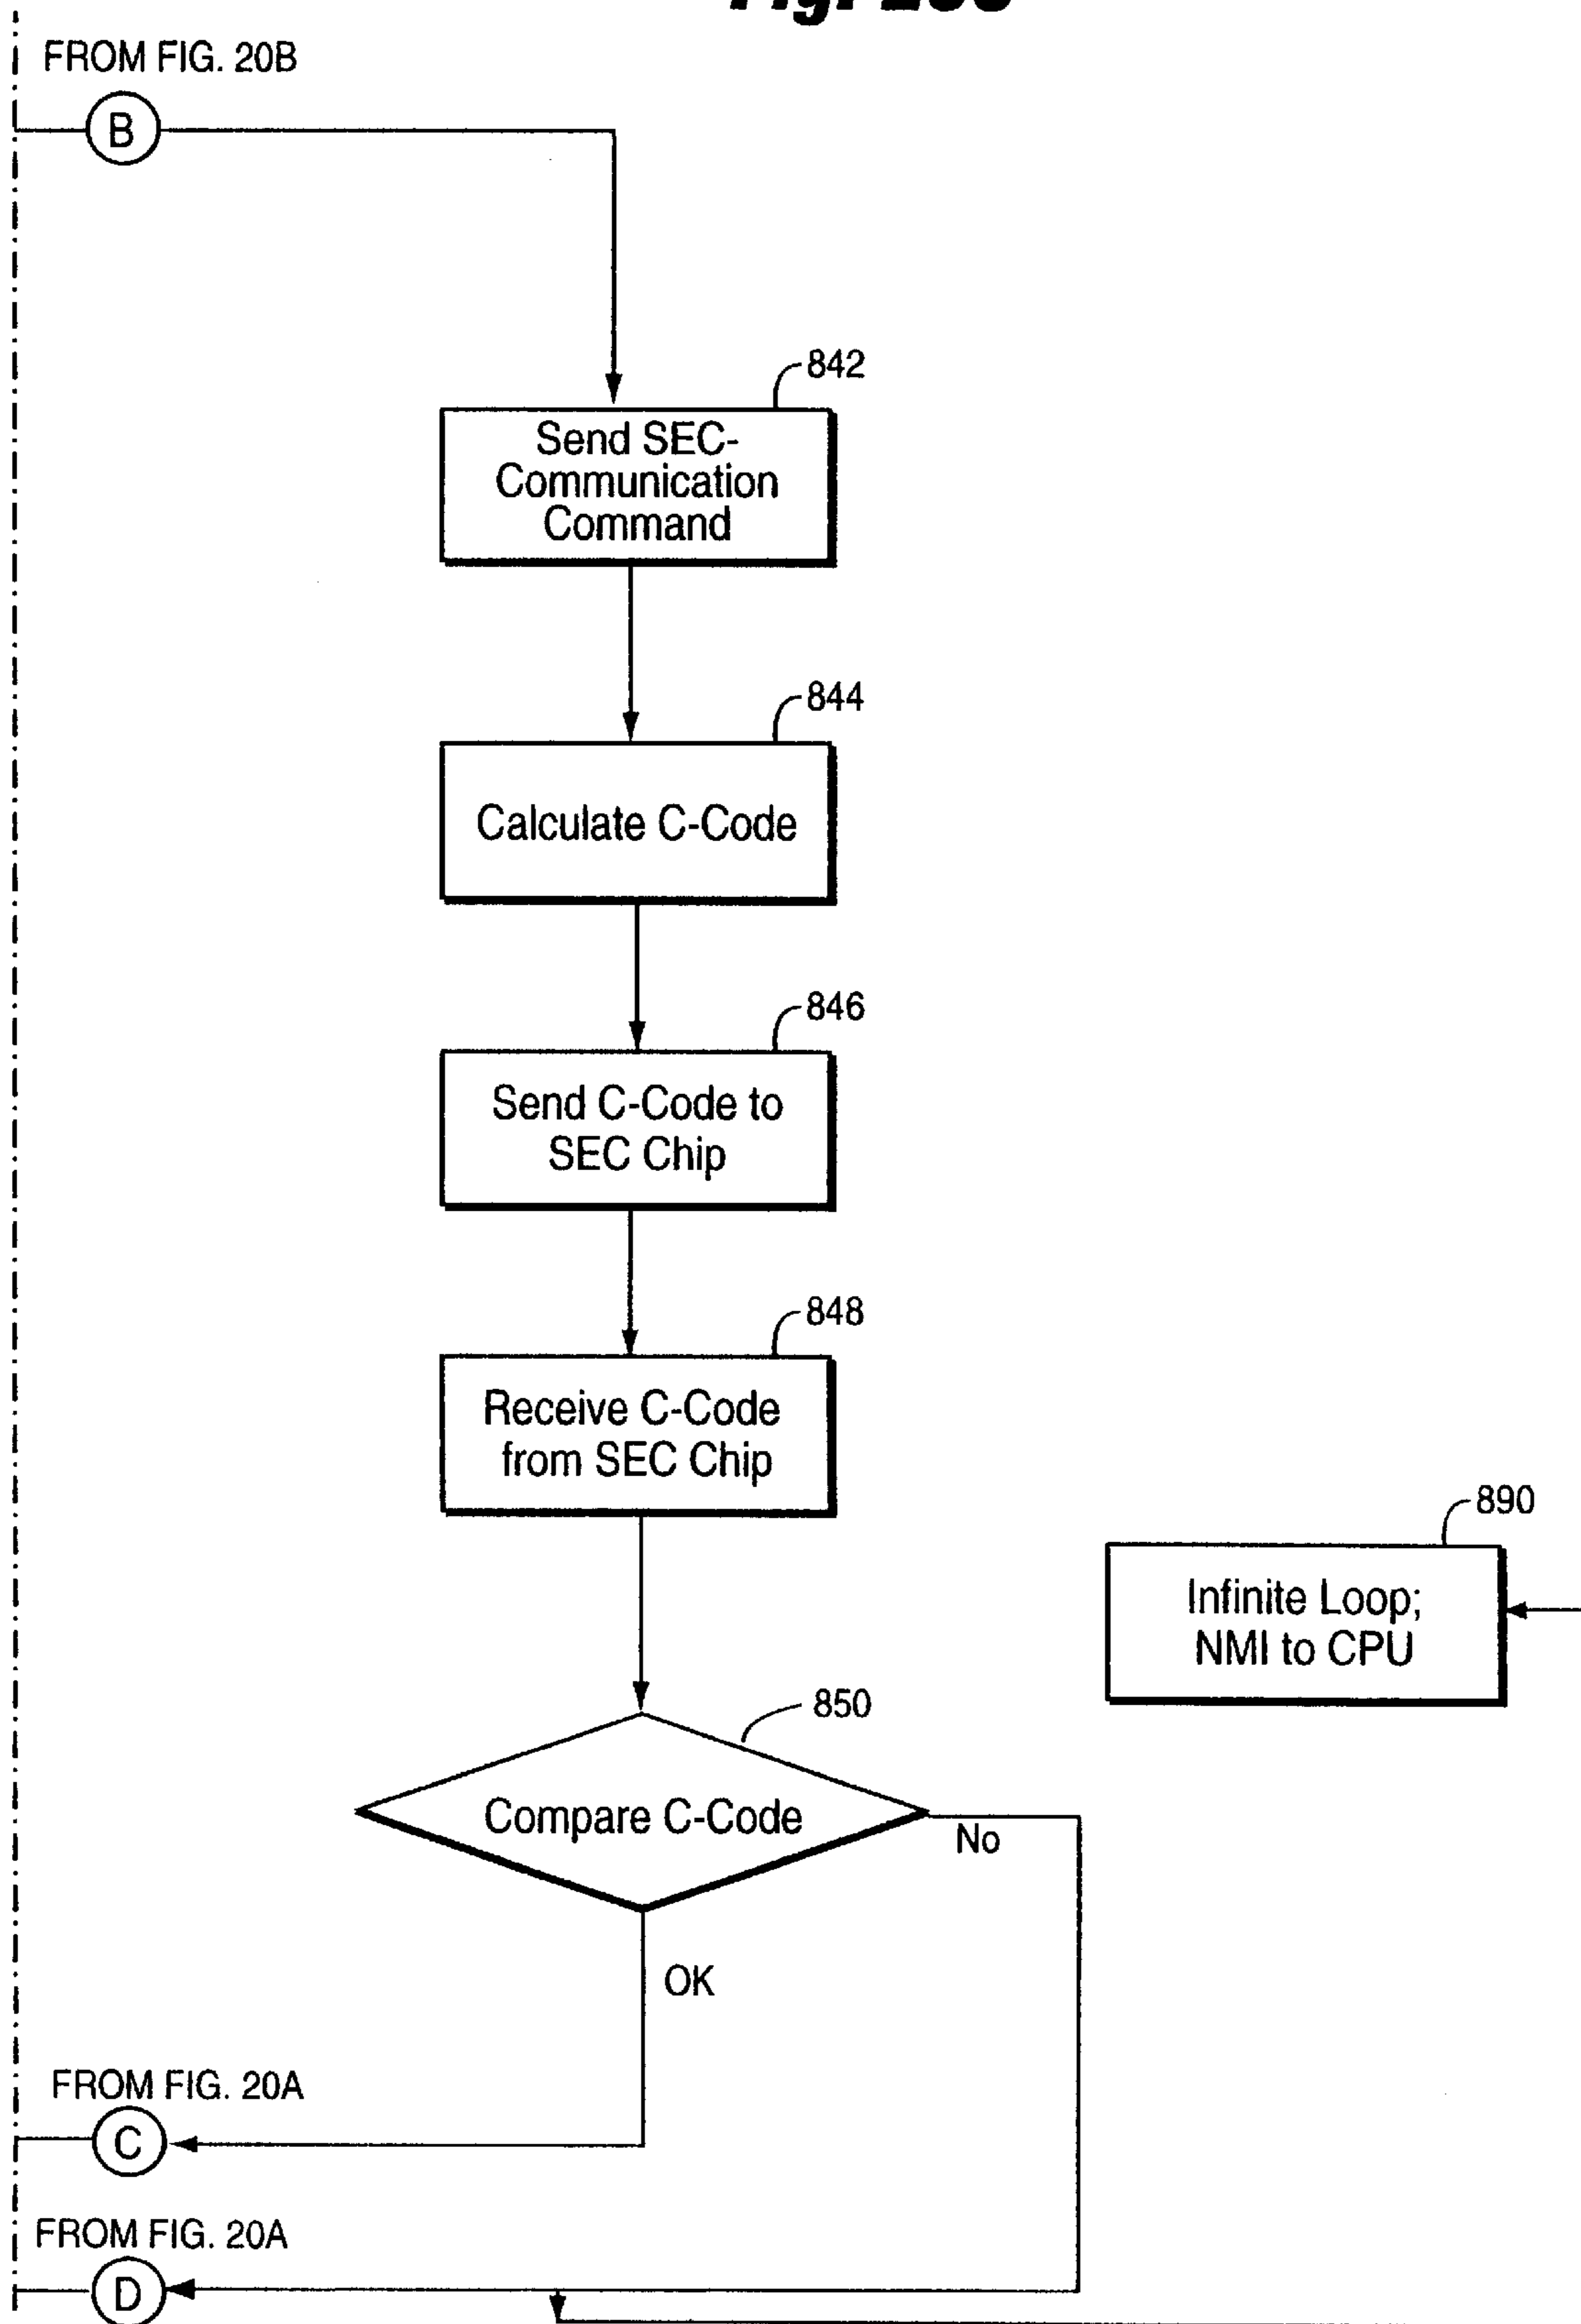 FROM FIG. 20B
B
842
Send SEC-
Communication
Command
844
Calculate C-Code
846
Send C-Code to
SEC Chip
848
Receive C-Code
from SEC Chip
890
Infinite Loop;
NMI to CPU
850
Compare C-Code
No
OK
FROM FIG. 20A
C
FROM FIG. 20A
D